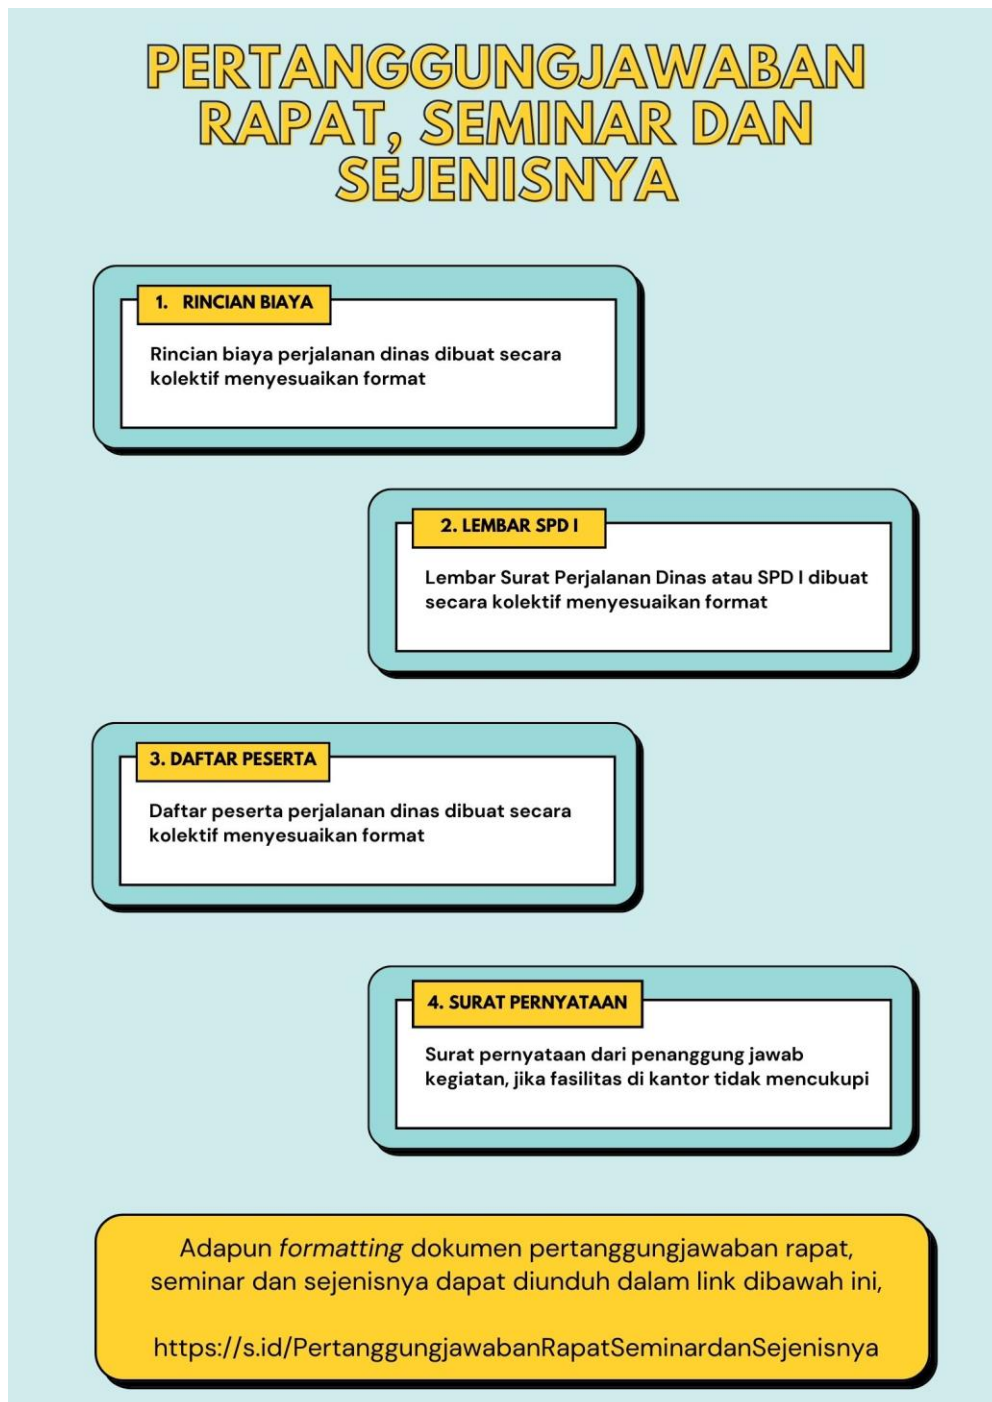 PERTANGGUNGJAWABAN
RAPAT, SEMINAR DAN
SEJENISNYA
1. RINCIAN BIAYA
Rincian biaya perjalanan dinas dibuat secara
kolektif menyesuaikan format
2. LEMBAR SPD I
Lembar Surat Perjalanan Dinas atau SPD I dibuat
secara kolektif menyesuaikan format
3. DAFTAR PESERTA
Daftar peserta perjalanan dinas dibuat secara
kolektif menyesuaikan format
4. SURAT PERNYATAAN
Surat pernyataan dari penanggung jawab
kegiatan, jika fasilitas di kantor tidak mencukupi
Adapun formatting dokumen pertanggungjawaban rapat,
seminar dan sejenisnya dapat diunduh dalam link dibawah ini,
https://s.id/PertanggungjawabanRapatSeminardanSejenisnya